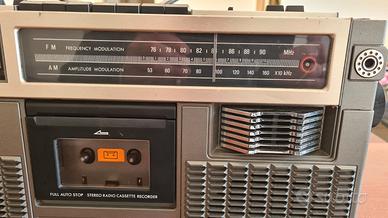 FM FREQUENCY MODULATION 76 78 80 82 84 86 88 90 MHz
AM AMPLITUDE MODULATION 53 60 70 80 100 120 140 160 X10 kHz
FULL AUTO STOP STEREO RADIO CASSETTE RECORDER